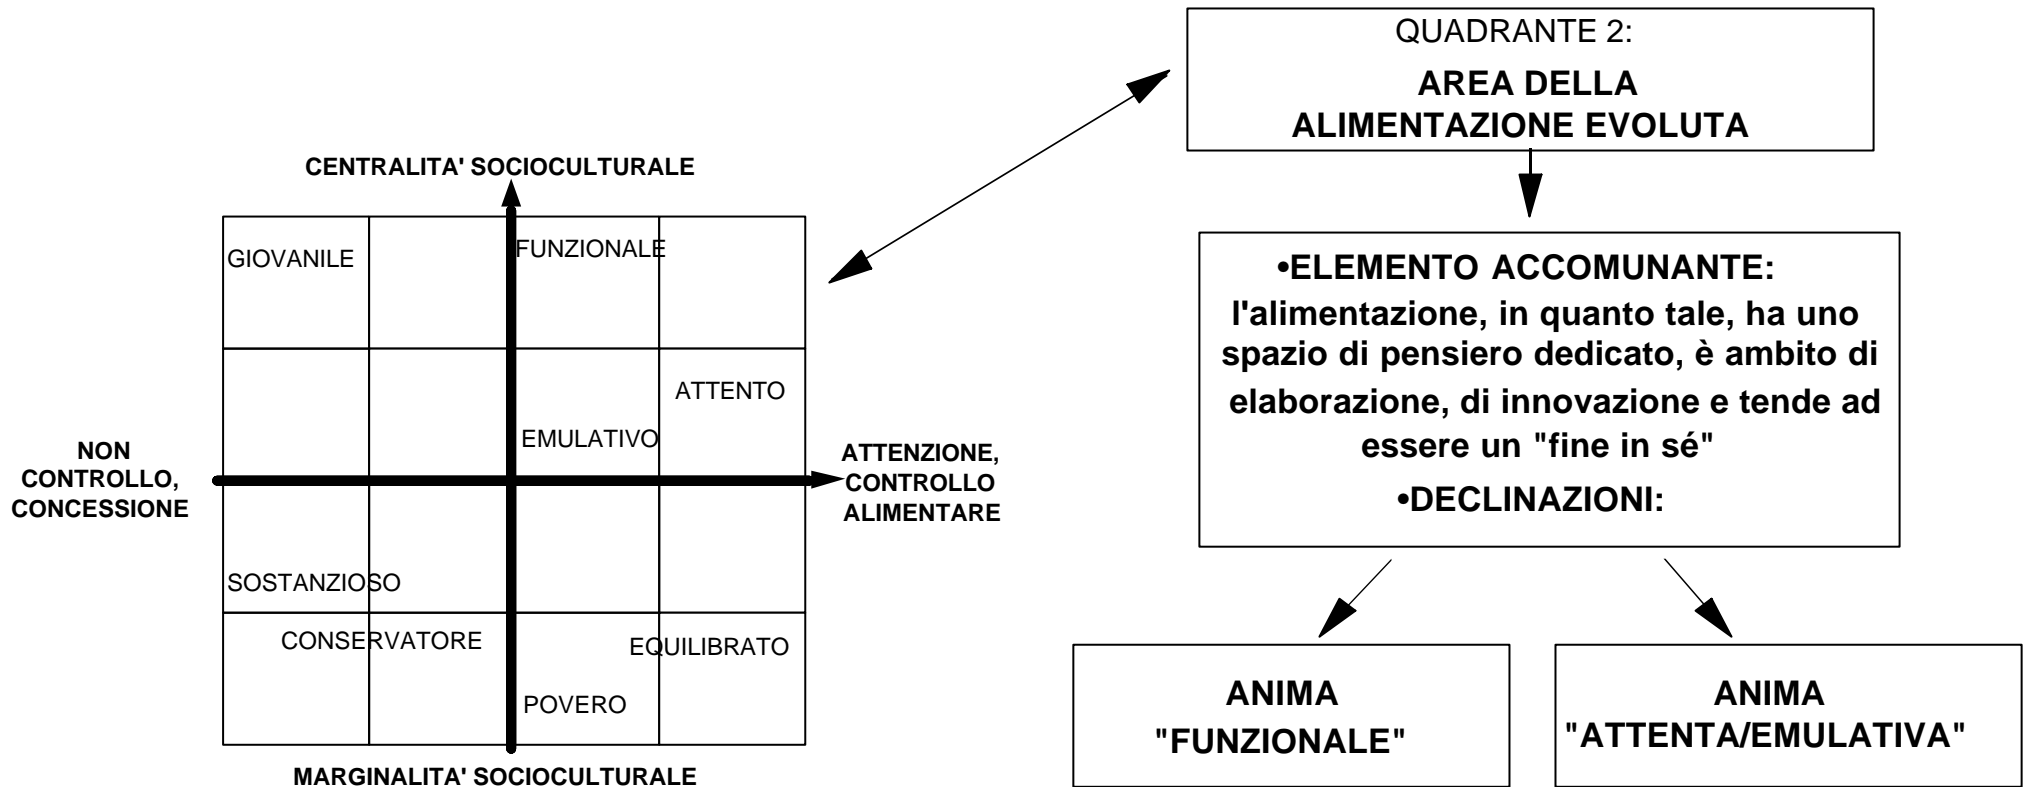 CENTRALITA' SOCIOCULTURALE
GIOVANILE
FUNZIONALE
ATTENTO
EMULATIVO
NON
CONTROLLO,
CONCESSIONE
ATTENZIONE,
CONTROLLO
ALIMENTARE
SOSTANZIOSO
CONSERVATORE
EQUILIBRATO
POVERO
MARGINALITA' SOCIOCULTURALE
QUADRANTE 2:
AREA DELLA
ALIMENTAZIONE EVOLUTA
•ELEMENTO ACCOMUNANTE:
l'alimentazione, in quanto tale, ha uno
spazio di pensiero dedicato, è ambito di
elaborazione, di innovazione e tende ad
essere un "fine in sé"
•DECLINAZIONI:
ANIMA
"FUNZIONALE"
ANIMA
"ATTENTA/EMULATIVA"